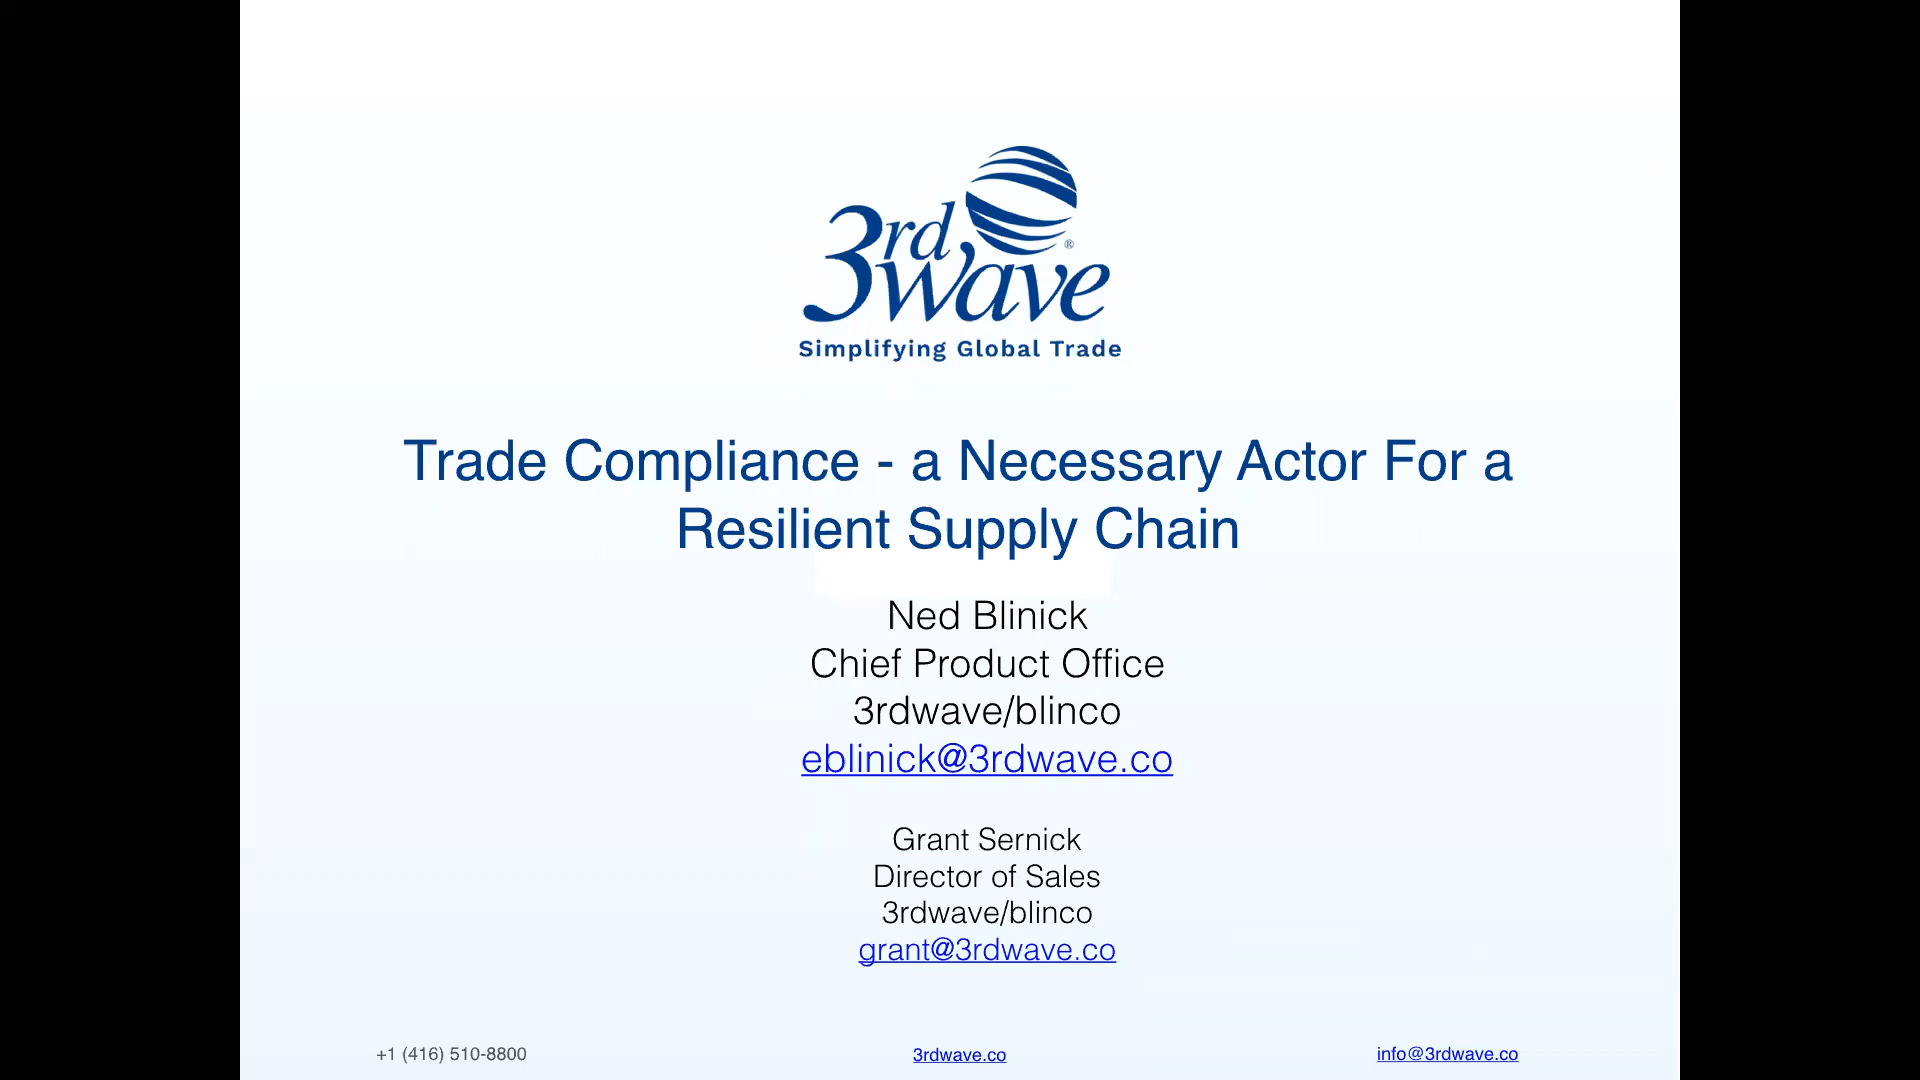 3rd
wave®
Simplifying Global Trade
Trade Compliance - a Necessary Actor For a
Resilient Supply Chain
Ned Blinick
Chief Product Office
3rdwave/blinco
eblinick@3rdwave.co
Grant Sernick
Director of Sales
3rdwave/blinco
grant@3rdwave.co
+1 (416) 510-8800
3rdwave.co
info@3rdwave.co